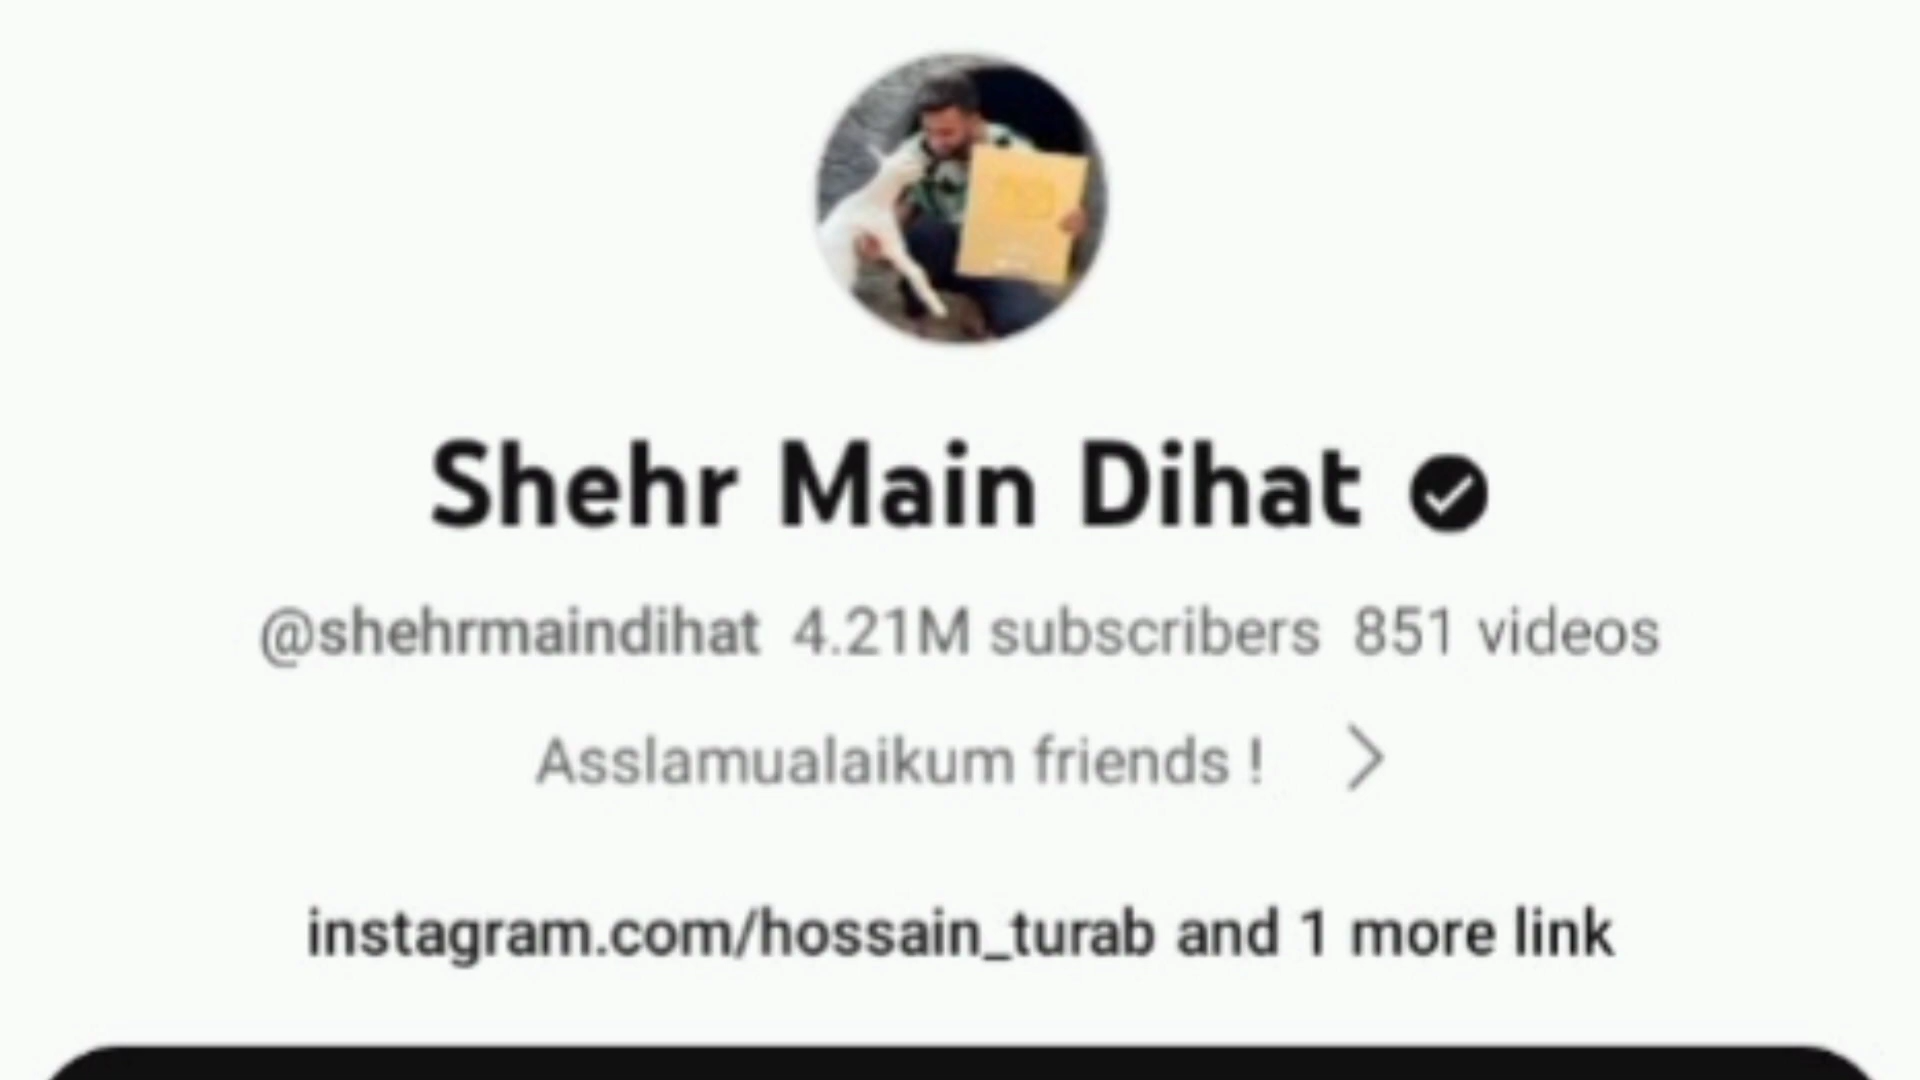 Shehr Main Dihat
@shehrmaindihat 4.21M subscribers 851 videos
Asslamualaikum friends !
instagram.com/hossain_turab and 1 more link